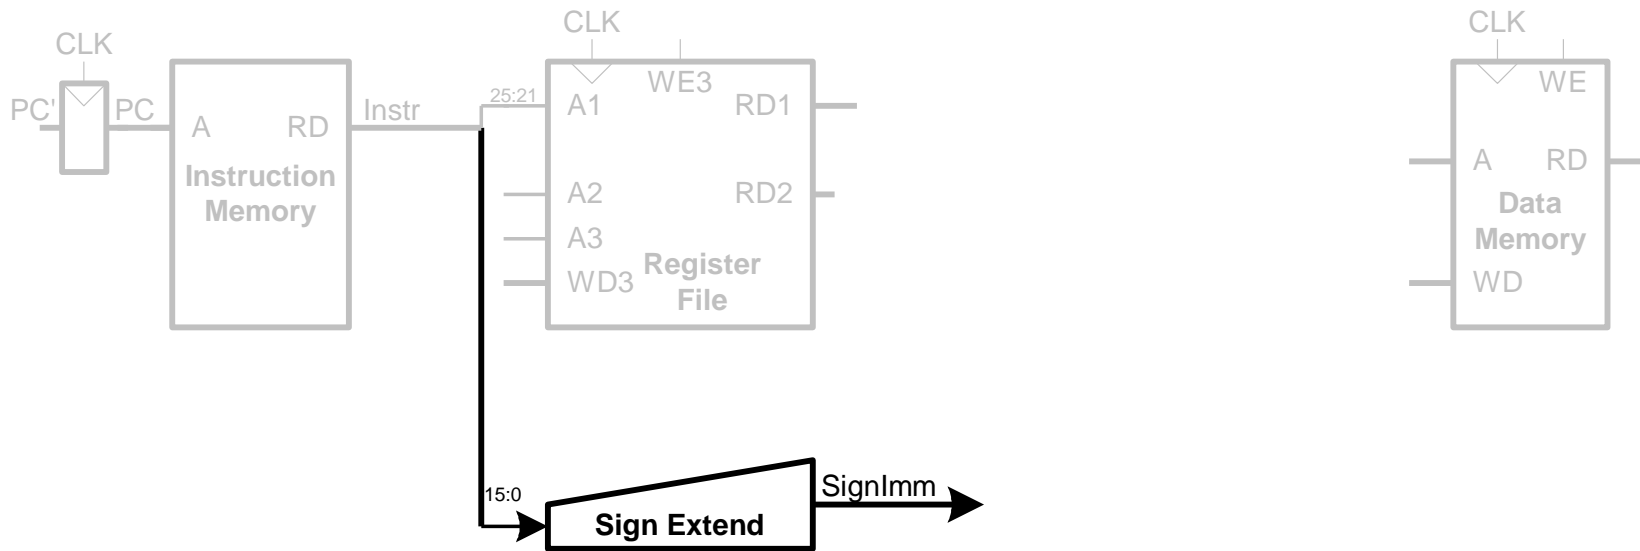 CLK
CLK
CLK
PC'
PC
A
RD
Instruction
Memory
Instr
25:21
A1
WE3
RD1
A2
RD2
A3
WD3
Register
File
WE
A
RD
Data
Memory
WD
15:0
Sign Extend
SignImm